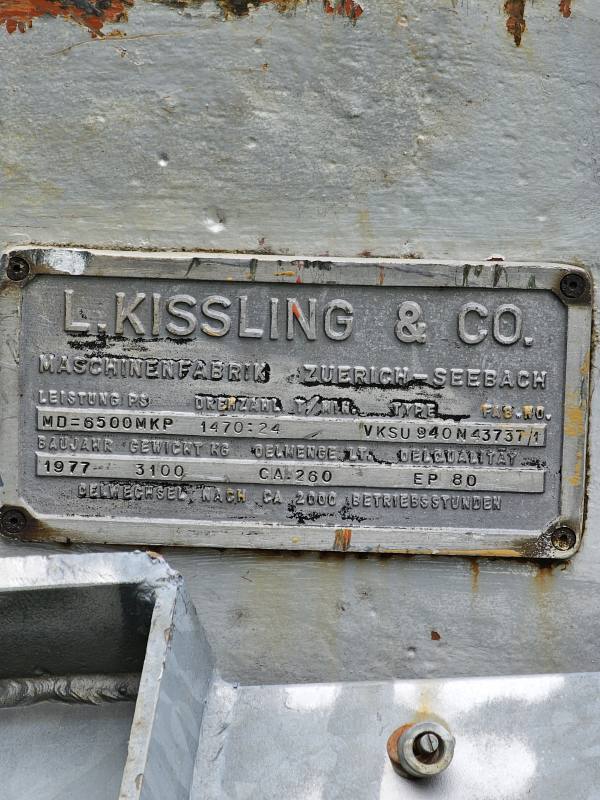 L.KISSLING & CO.
MASCHINENFABRIK ZUERICH-SEEBACH
LEISTUNG PS DREHZAHL T/MIN. TYPE FAB.NO.
MD=6500MKP 1470:24 VKSU 940N 43737/1
BAUJAHR GEWICHT KG OELMENGE LT. OELQUALITÄT
1977 3100 CA.260 EP 80
OELWECHSEL NACH CA 2000 BETRIEBSSTUNDEN